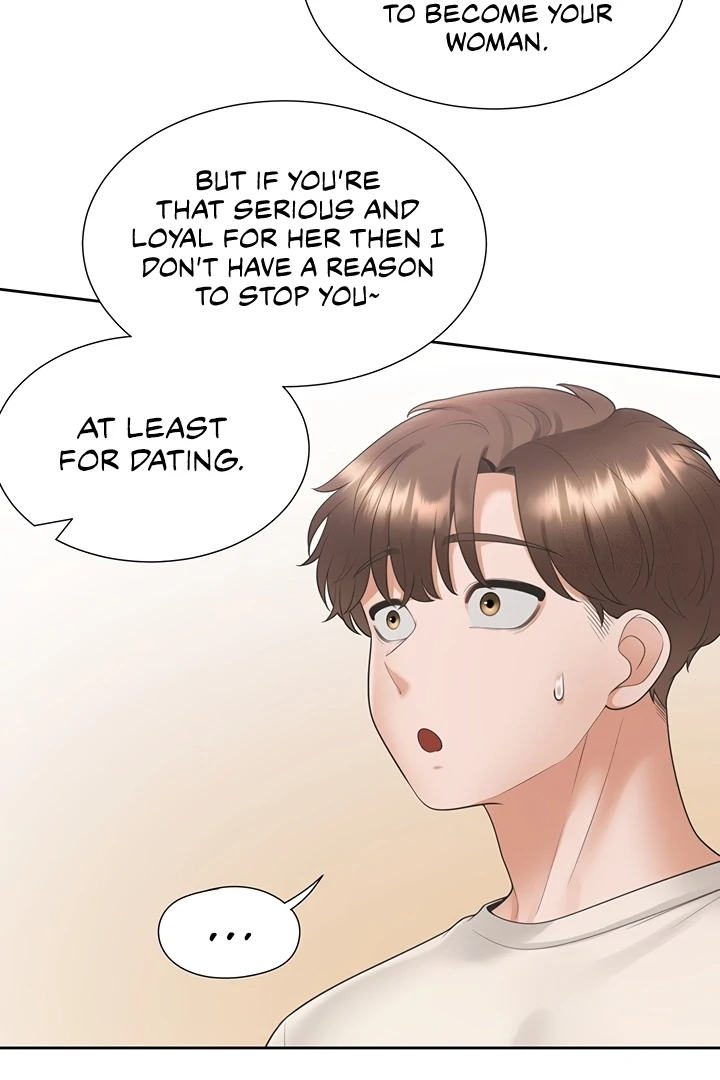 TO BECOME YOUR
WOMAN.
BUT IF YOU'RE
THAT SERIOUS AND
LOYAL FOR HER THEN I
DON'T HAVE A REASON
TO STOP YOU~
AT LEAST
FOR DATING.
...